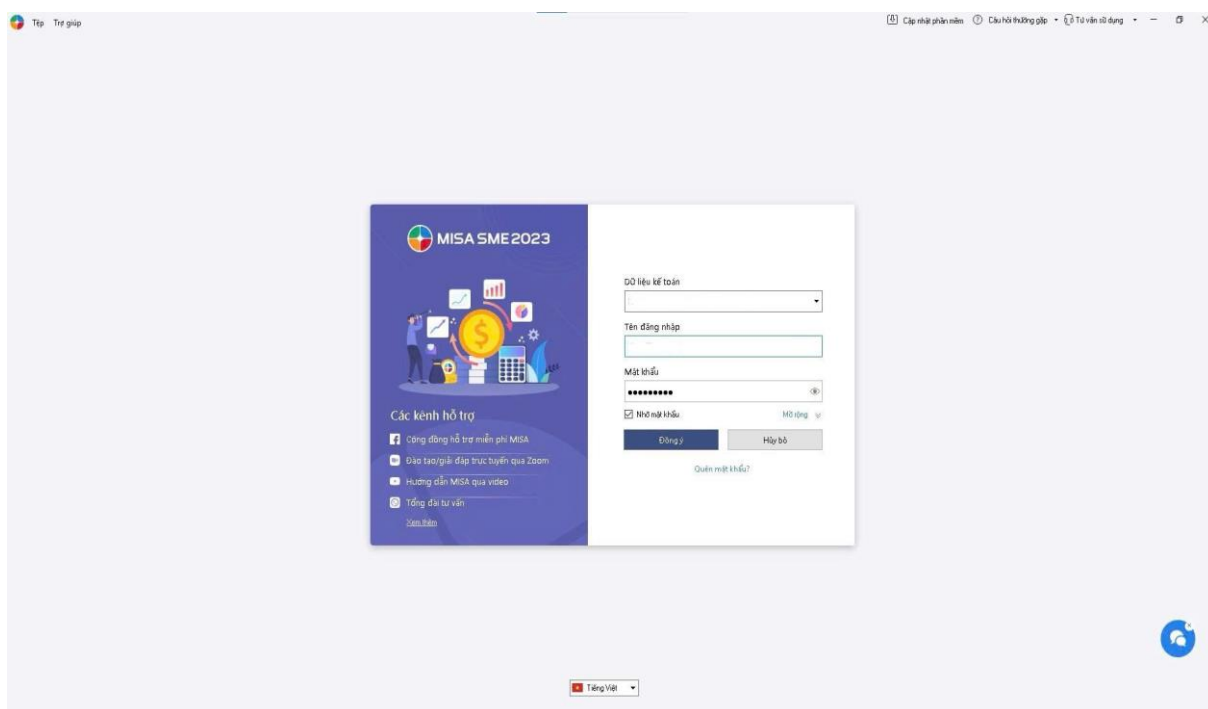 Tệp Trợ giúp
Cập nhật phần mềm Câu hỏi thường gặp Tư vấn sử dụng
MISA SME 2023
Các kênh hỗ trợ
Cộng đồng hỗ trợ miễn phí MISA
Đào tạo/giải đáp trực tuyến qua Zoom
Hướng dẫn MISA qua video
Tổng đài tư vấn
Xem thêm
Dữ liệu kế toán
Tên đăng nhập
Mật khẩu
•••••••••
Nhớ mật khẩu Mở rộng
Đồng ý Hủy bỏ
Quên mật khẩu?
Tiếng Việt